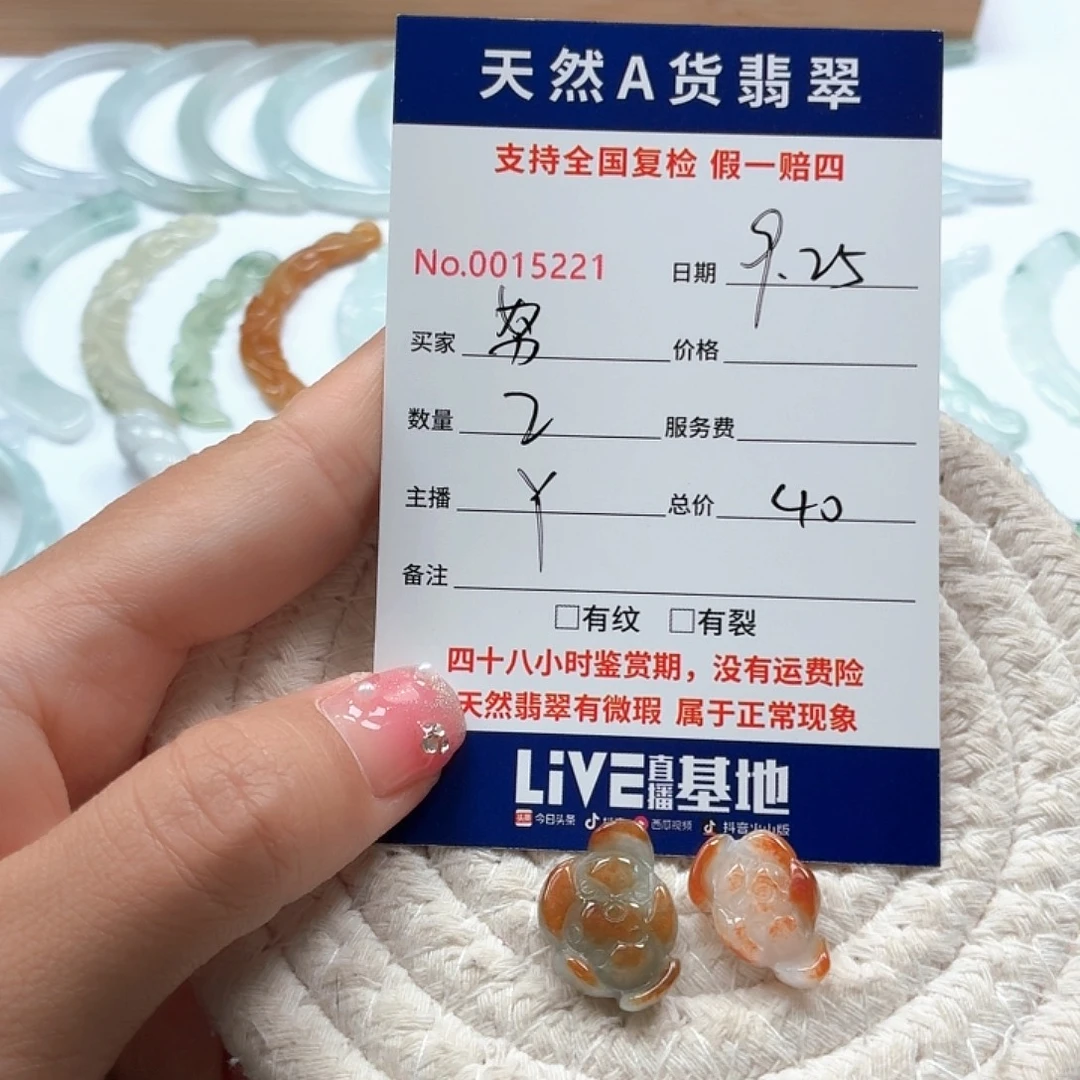 天然A货翡翠
支持全国复检 假一赔四
No.0015221 日期 9.25
买家 价格
数量 2 服务费
主播 Y 总价 40
备注
□有纹 □有裂
四十八小时鉴赏期，没有运费险
天然翡翠有微瑕 属于正常现象
LiVE直播基地
头条 今日头条 抖音 西瓜视频 抖音火山版